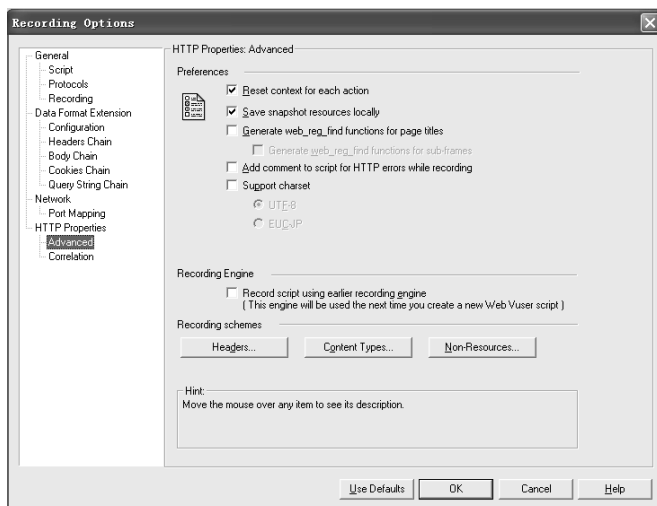 Recording Options
General
Script
Protocols
Recording
Data Format Extension
Configuration
Headers Chain
Body Chain
Cookies Chain
Query String Chain
Network
Port Mapping
HTTP Properties
Advanced
Correlation
HTTP Properties: Advanced
Preferences
Reset context for each action
Save snapshot resources locally
Generate web_reg_find functions for page titles
Generate web_reg_find functions for sub-frames
Add comment to script for HTTP errors while recording
Support charset
UTF-8
EUC-JP
Recording Engine
Record script using earlier recording engine
( This engine will be used the next time you create a new Web Vuser script )
Recording schemes
Headers...
Content Types...
Non-Resources...
Hint:
Move the mouse over any item to see its description.
Use Defaults
OK
Cancel
Help